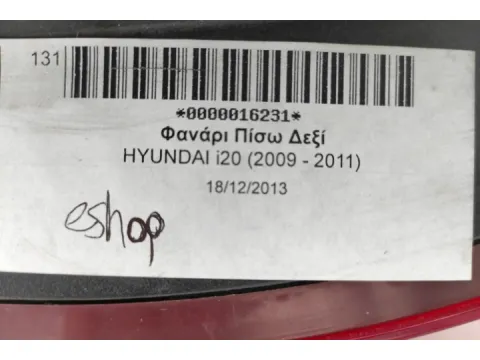 131
*0000016231*
Φανάρι Πίσω Δεξί
HYUNDAI i20 (2009 - 2011)
18/12/2013
eshop